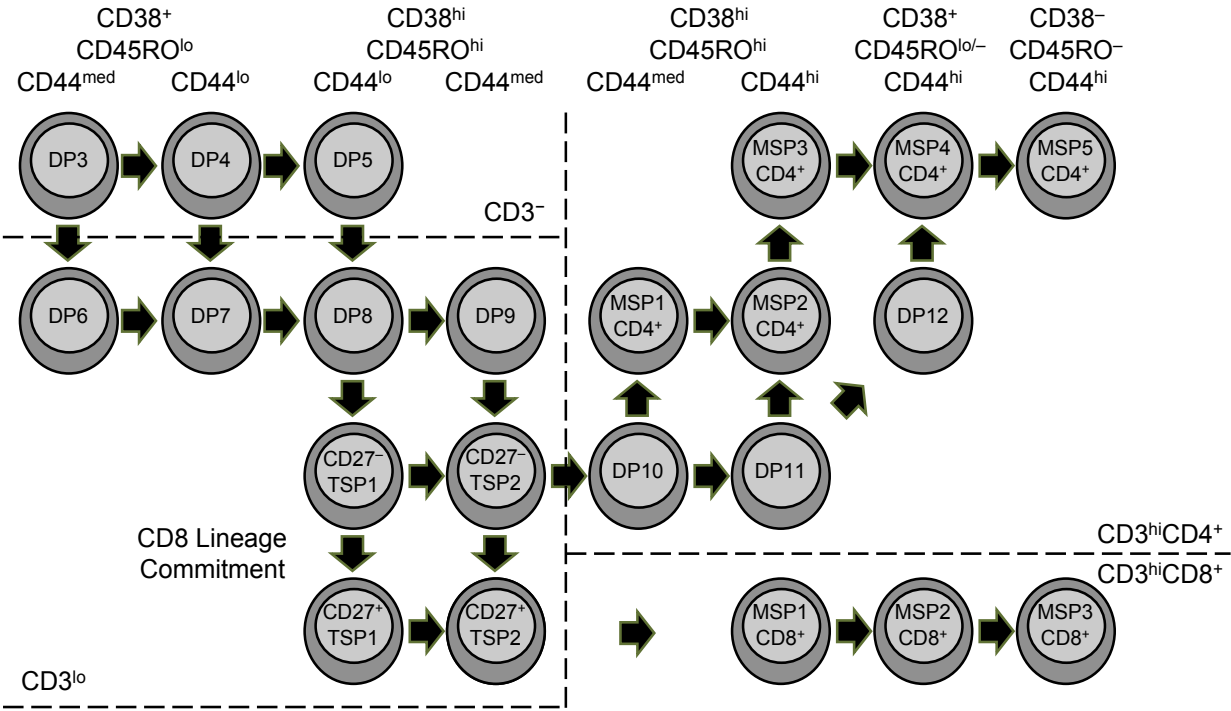 CD38⁺ CD38ʰⁱ CD38ʰⁱ CD38⁺ CD38⁻
CD45ROˡᵒ CD45ROʰⁱ CD45ROʰⁱ CD45ROˡᵒ/⁻ CD45RO⁻
CD44ᵐᵉᵈ CD44ˡᵒ CD44ˡᵒ CD44ᵐᵉᵈ CD44ᵐᵉᵈ CD44ʰⁱ CD44ʰⁱ CD44ʰⁱ
DP3 DP4 DP5
MSP3 CD4⁺
MSP4 CD4⁺
MSP5 CD4⁺
CD3⁻
DP6 DP7 DP8 DP9
MSP1 CD4⁺
MSP2 CD4⁺
DP12
CD27⁻ TSP1
CD27⁻ TSP2
DP10 DP11
CD8 Lineage
Commitment
CD3ʰⁱCD4⁺
CD3ʰⁱCD8⁺
CD27⁺ TSP1
CD27⁺ TSP2
MSP1 CD8⁺
MSP2 CD8⁺
MSP3 CD8⁺
CD3ˡᵒ